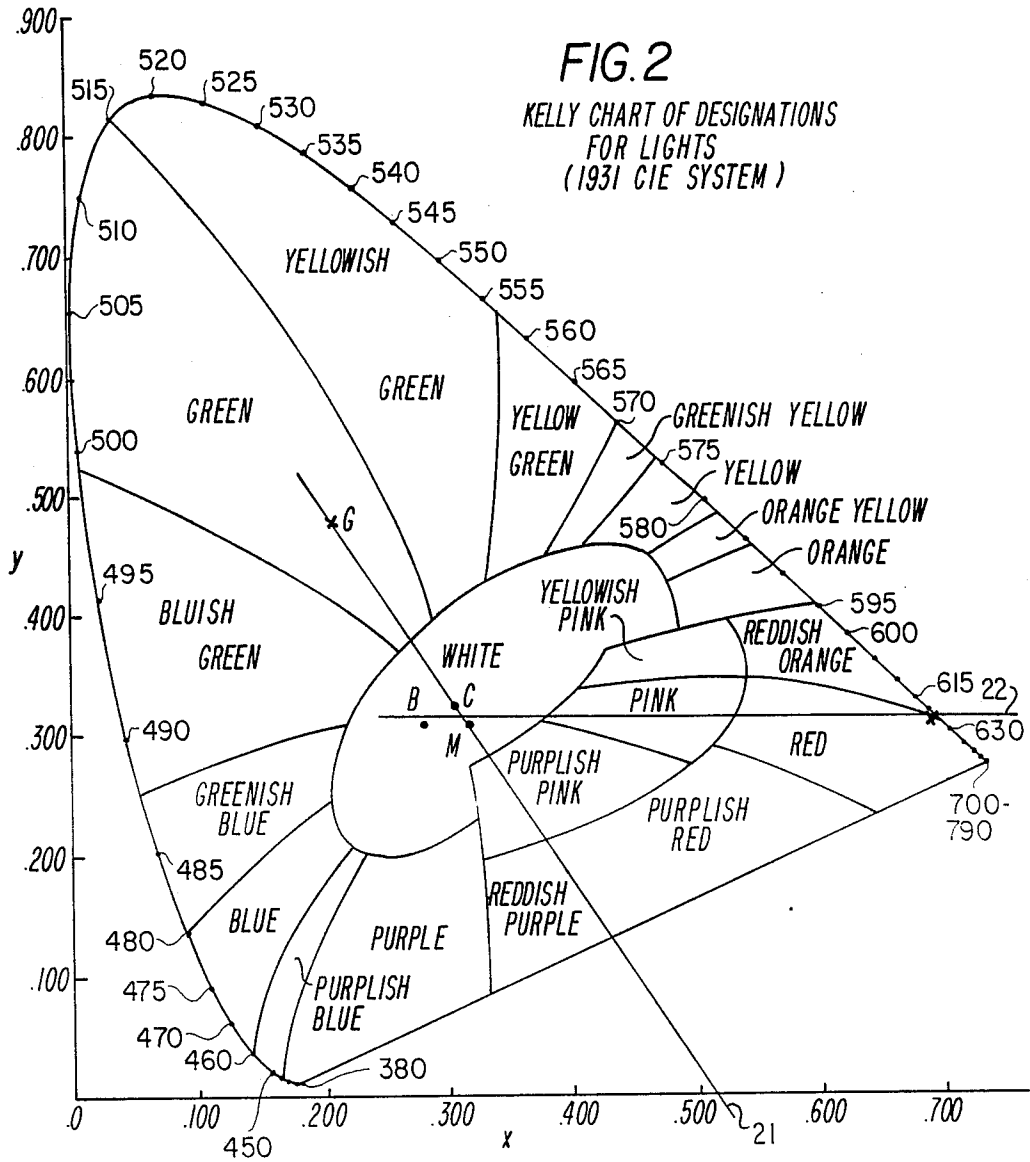 FIG. 2
KELLY CHART OF DESIGNATIONS
FOR LIGHTS
(1931 CIE SYSTEM)
.900
.800
.700
.600
.500
.400
.300
.200
.100
y
515
520
525
530
535
540
545
550
555
560
565
570
575
580
595
600
615
22
630
700-
790
510
505
500
495
490
485
480
475
470
460
450
380
YELLOWISH
GREEN
GREEN
YELLOW
GREEN
GREENISH YELLOW
YELLOW
ORANGE YELLOW
ORANGE
G
BLUISH
GREEN
YELLOWISH
PINK
REDDISH
ORANGE
WHITE
B
C
M
PINK
RED
PURPLISH
PINK
PURPLISH
RED
GREENISH
BLUE
BLUE
PURPLE
REDDISH
PURPLE
PURPLISH
BLUE
.0
.100
.200
.300
.400
.500
.600
.700
x
21